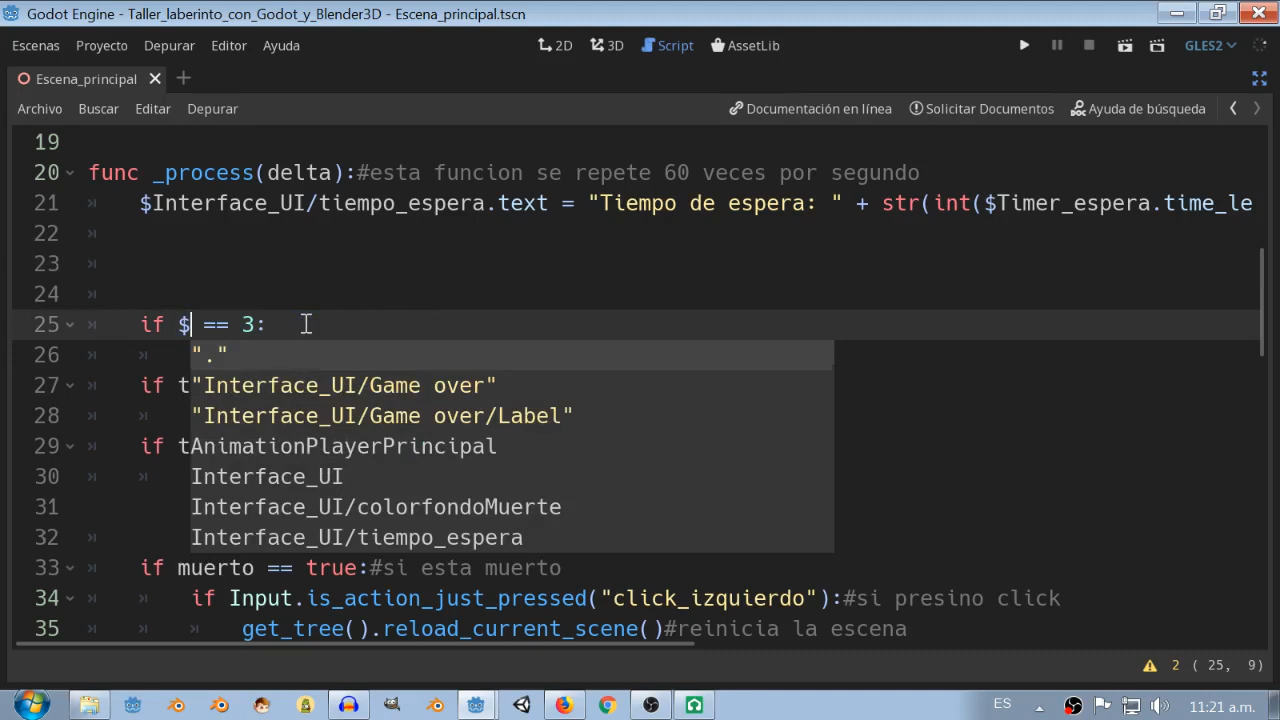 Godot Engine - Taller_laberinto_con_Godot_y_Blender3D - Escena_principal.tscn
Escenas Proyecto Depurar Editor Ayuda 2D 3D Script AssetLib GLES2
Escena_principal
Archivo Buscar Editar Depurar Documentación en línea Solicitar Documentos Ayuda de búsqueda
19
20 func _process(delta):#esta funcion se repete 60 veces por segundo
21 $Interface_UI/tiempo_espera.text = "Tiempo de espera: " + str(int($Timer_espera.time_le
22
23
24
25 if $ == 3:
26 "."
27 if t"Interface_UI/Game over"
28 "Interface_UI/Game over/Label"
29 if tAnimationPlayerPrincipal
30 Interface_UI
31 Interface_UI/colorfondoMuerte
32 Interface_UI/tiempo_espera
33 if muerto == true:#si esta muerto
34 if Input.is_action_just_pressed("click_izquierdo"):#si presino click
35 get_tree().reload_current_scene()#reinicia la escena
2 ( 25, 9)
ES 11:21 a.m.